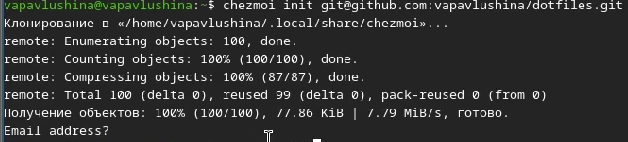 vapavlushina@vapavlushina:~$ chezmoi init git@github.com:vapavlushina/dotfiles.git
Клонирование в «/home/vapavlushina/.local/share/chezmoi»...
remote: Enumerating objects: 100, done.
remote: Counting objects: 100% (100/100), done.
remote: Compressing objects: 100% (87/87), done.
remote: Total 100 (delta 0), reused 99 (delta 0), pack-reused 0 (from 0)
Получение объектов: 100% (100/100), 77.86 KiB | 7.79 MiB/s, готово.
Email address?